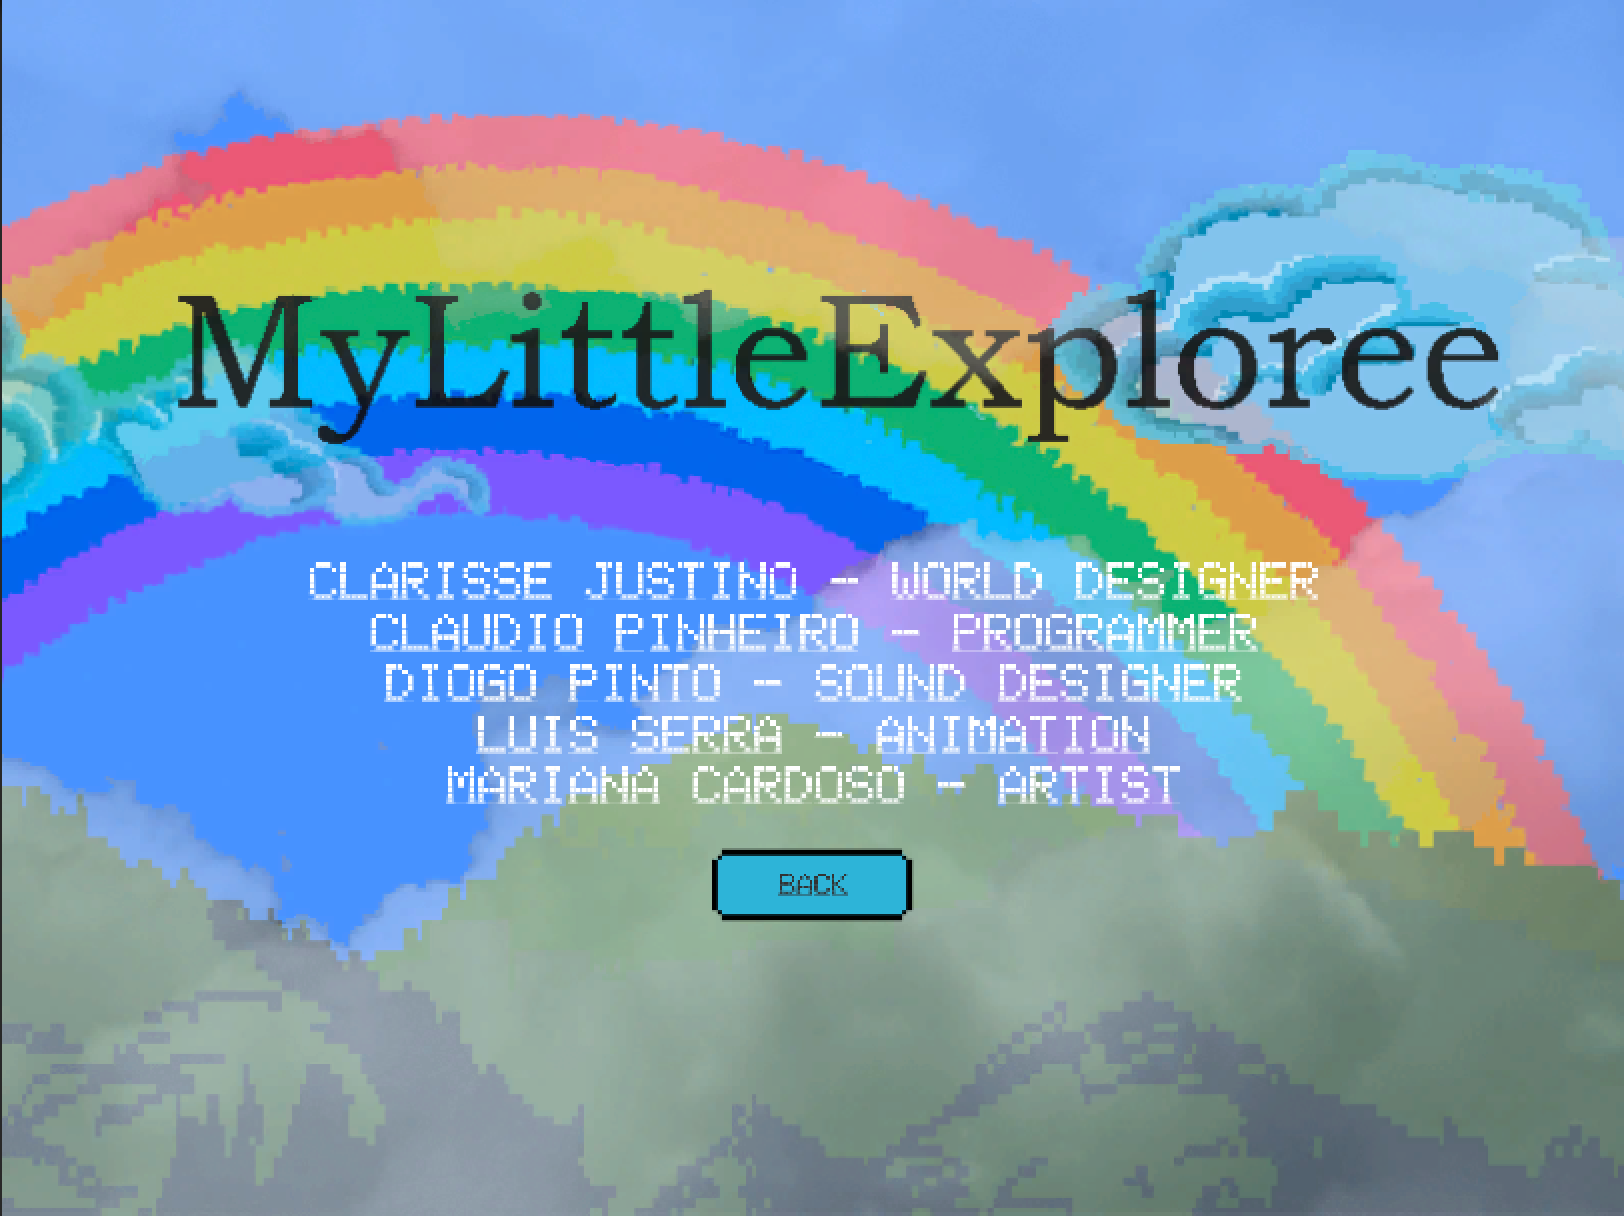 MyLittleExploree
CLARISSE JUSTINO - WORLD DESIGNER
CLAUDIO PINHEIRO - PROGRAMMER
DIOGO PINTO - SOUND DESIGNER
LUIS SERRA - ANIMATION
MARIANA CARDOSO - ARTIST
BACK